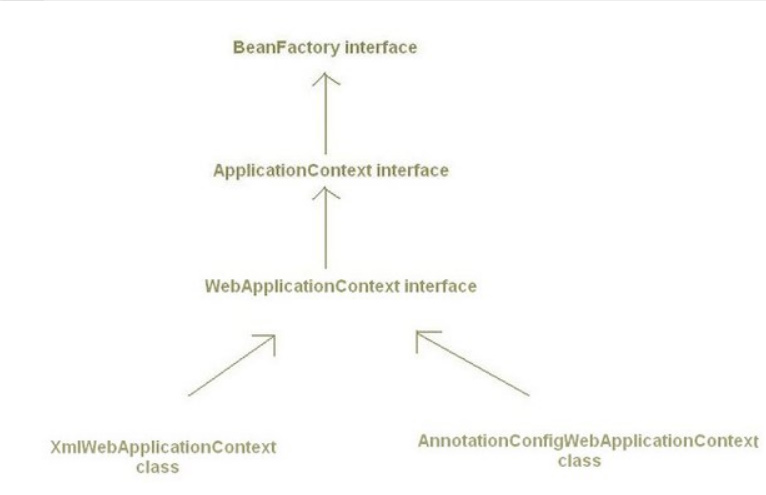 BeanFactory interface
ApplicationContext interface
WebApplicationContext interface
XmlWebApplicationContext
class
AnnotationConfigWebApplicationContext
class